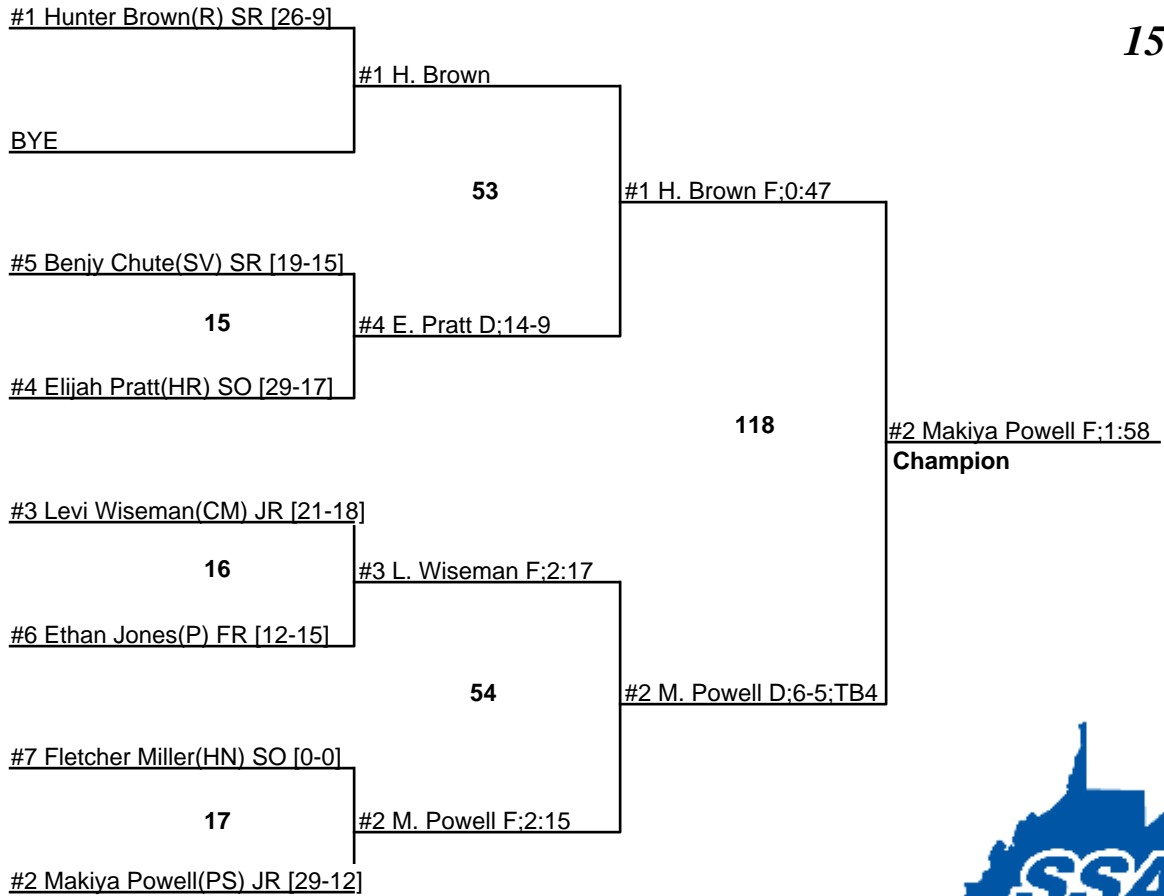 #1 Hunter Brown(R) SR [26-9]
15
#1 H. Brown
BYE
53
#1 H. Brown F;0:47
#5 Benjy Chute(SV) SR [19-15]
15
#4 E. Pratt D;14-9
#4 Elijah Pratt(HR) SO [29-17]
118
#2 Makiya Powell F;1:58
Champion
#3 Levi Wiseman(CM) JR [21-18]
16
#3 L. Wiseman F;2:17
#6 Ethan Jones(P) FR [12-15]
54
#2 M. Powell D;6-5;TB4
#7 Fletcher Miller(HN) SO [0-0]
17
#2 M. Powell F;2:15
#2 Makiya Powell(PS) JR [29-12]
SSA